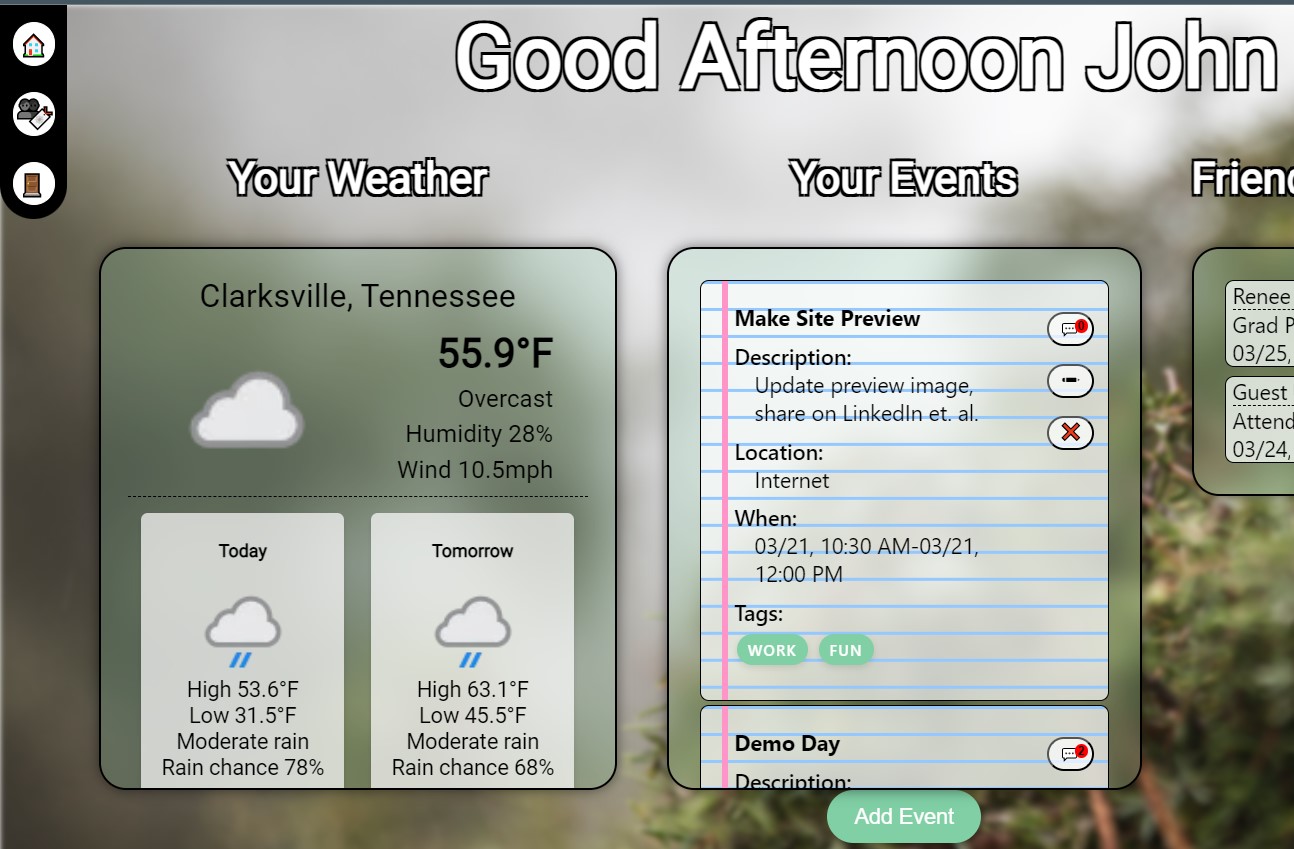 Good Afternoon John
Your Weather
Your Events
Clarksville, Tennessee
55.9°F
Overcast
Humidity 28%
Wind 10.5mph
Today
High 53.6°F
Low 31.5°F
Moderate rain
Rain chance 78%
Tomorrow
High 63.1°F
Low 45.5°F
Moderate rain
Rain chance 68%
Make Site Preview
0
Description:
Update preview image,
share on LinkedIn et. al.
Location:
Internet
When:
03/21, 10:30 AM-03/21,
12:00 PM
Tags:
WORK FUN
Demo Day
2
Description:
Add Event
Renee
Grad
03/25,
Guest
03/24,